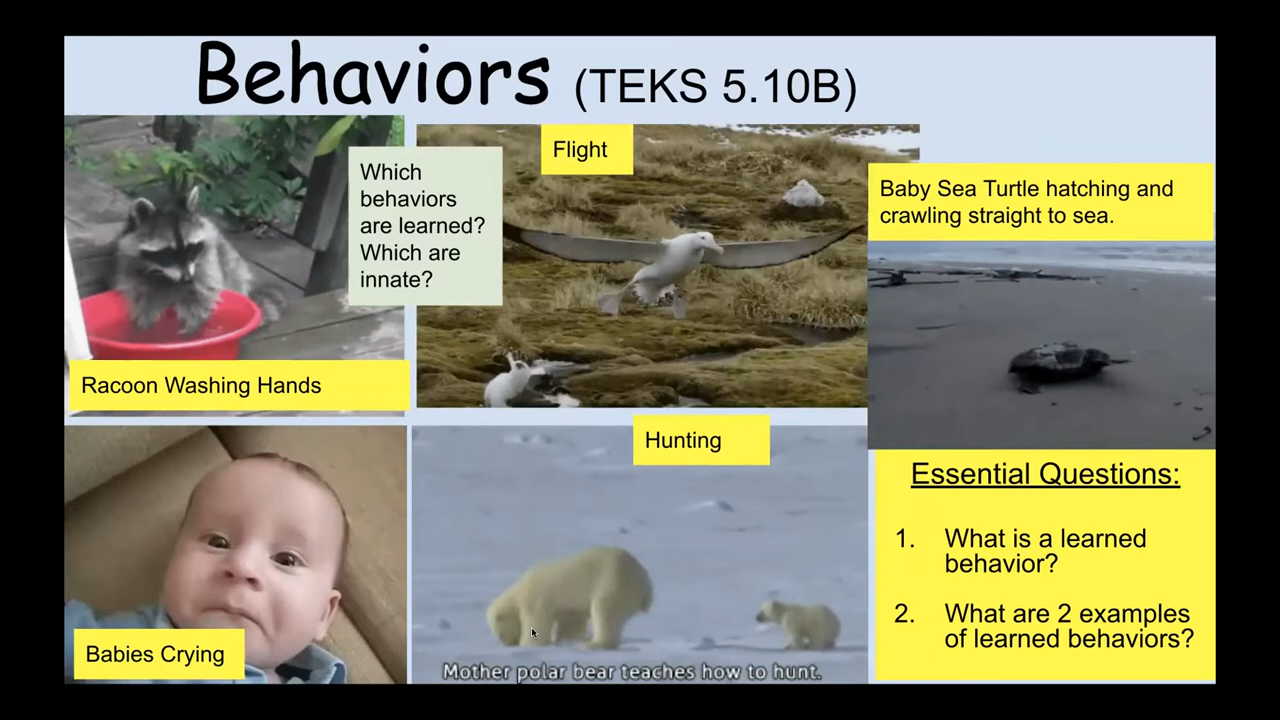 Behaviors (TEKS 5.10B)
Which
behaviors
are learned?
Which are
innate?
Flight
Baby Sea Turtle hatching and
crawling straight to sea.
Racoon Washing Hands
Hunting
Babies Crying
Mother polar bear teaches how to hunt.
Essential Questions:
1. What is a learned
behavior?
2. What are 2 examples
of learned behaviors?